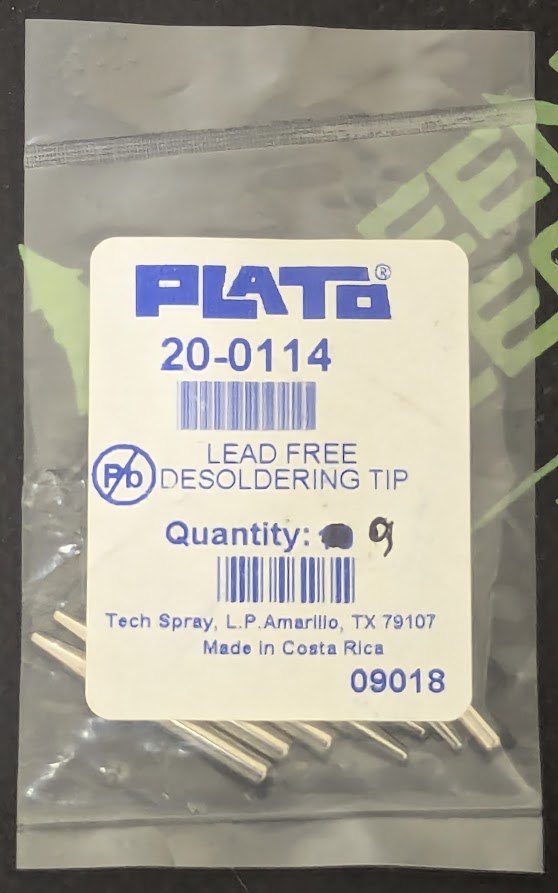 PLATO®
20-0114
Pb
LEAD FREE
DESOLDERING TIP
Quantity: 9
Tech Spray, L.P. Amarillo, TX 79107
Made in Costa Rica
09018